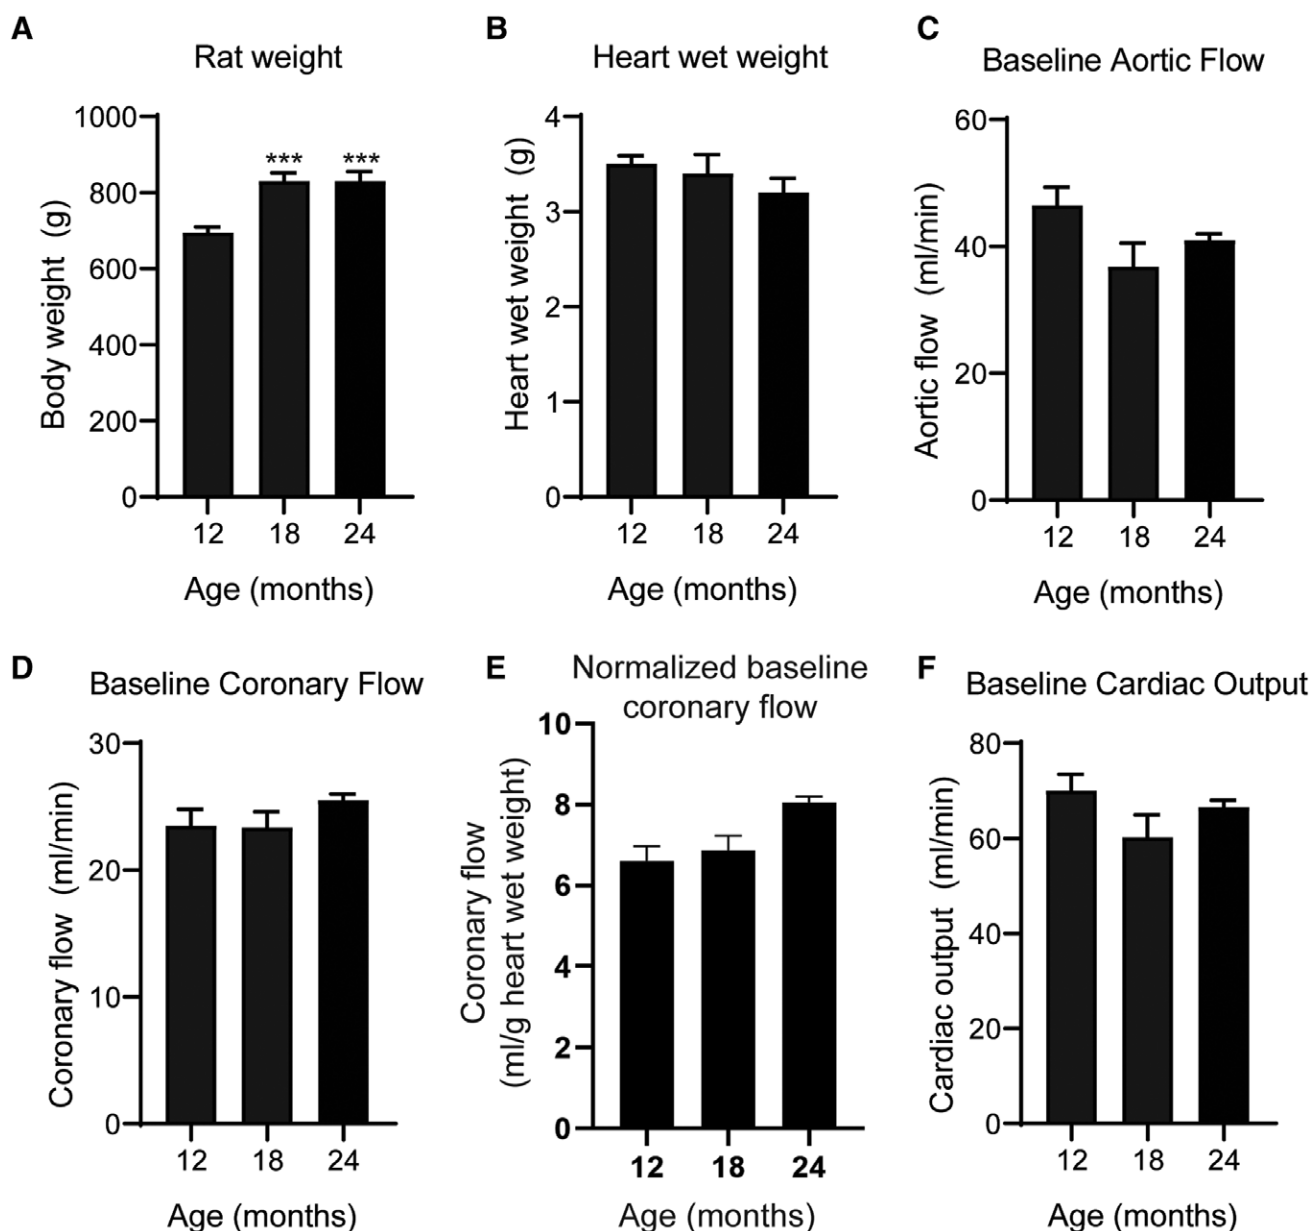 A
Rat weight
Body weight (g)
1000
800
600
400
200
0
*** ***
12 18 24
Age (months)
B
Heart wet weight
Heart wet weight (g)
4
3
2
1
0
12 18 24
Age (months)
C
Baseline Aortic Flow
Aortic flow (ml/min)
60
40
20
0
12 18 24
Age (months)
D
Baseline Coronary Flow
Coronary flow (ml/min)
30
20
10
0
12 18 24
Age (months)
E
Normalized baseline
coronary flow
Coronary flow
(ml/g heart wet weight)
10
8
6
4
2
0
12 18 24
Age (months)
F
Baseline Cardiac Output
Cardiac output (ml/min)
80
60
40
20
0
12 18 24
Age (months)